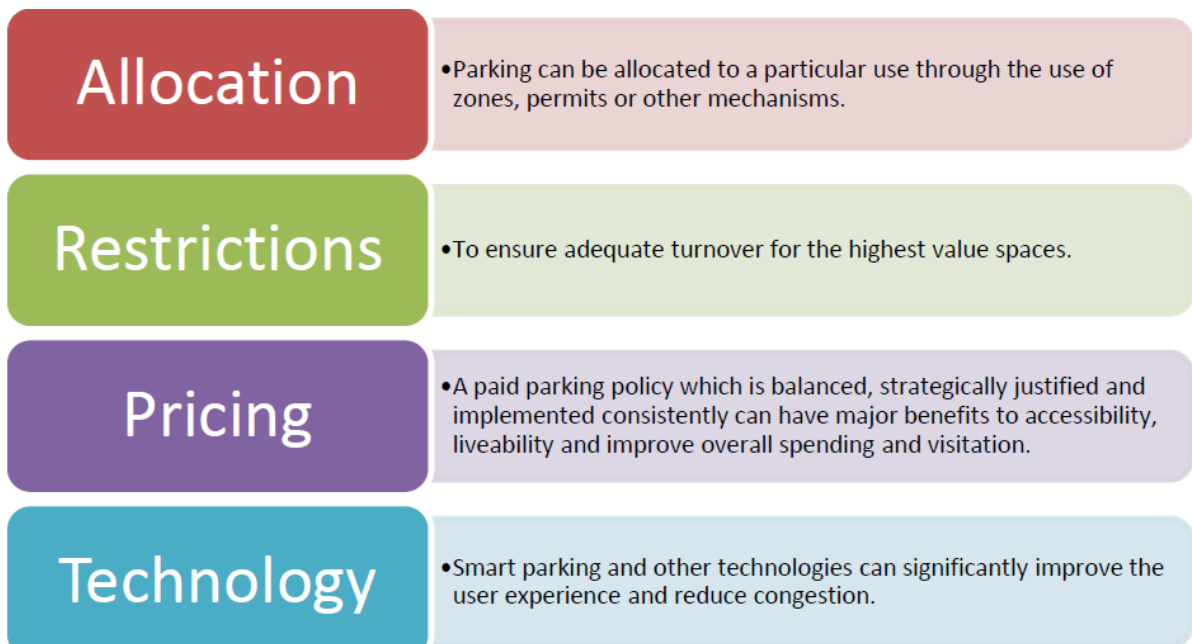 Allocation
•Parking can be allocated to a particular use through the use of
zones, permits or other mechanisms.
Restrictions
•To ensure adequate turnover for the highest value spaces.
Pricing
•A paid parking policy which is balanced, strategically justified and
implemented consistently can have major benefits to accessibility,
liveability and improve overall spending and visitation.
Technology
•Smart parking and other technologies can significantly improve the
user experience and reduce congestion.